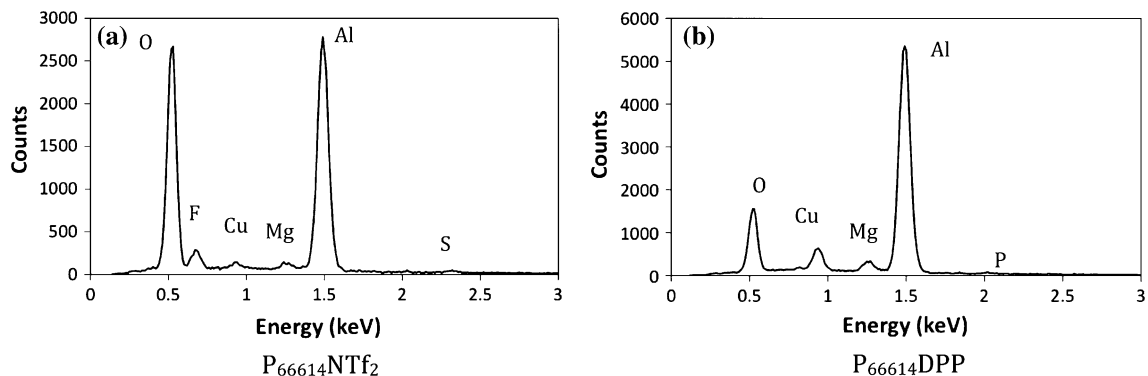 (a)
3000
2500
2000
1500
1000
500
0
Counts
O
F
Cu
Mg
Al
S
0 0.5 1 1.5 2 2.5 3
Energy (keV)
P₆₆₆₁₄NTf₂
(b)
6000
5000
4000
3000
2000
1000
0
Counts
O
Cu
Mg
Al
P
0 0.5 1 1.5 2 2.5 3
Energy (keV)
P₆₆₆₁₄DPP